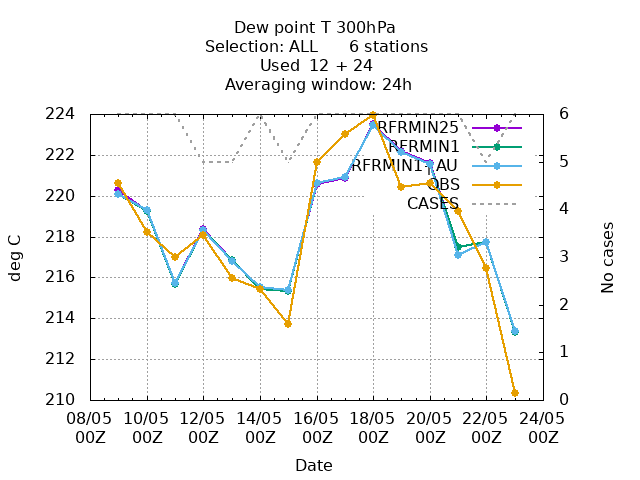 Dew point T 300hPa
Selection: ALL      6 stations
Used  12 + 24
Averaging window: 24h
224
222
220
218
216
214
212
210
deg C
6
5
4
3
2
1
0
No cases
RFRMIN25
RFRMIN1
RFRMIN1+AU
OBS
CASES
08/05 10/05 12/05 14/05 16/05 18/05 20/05 22/05 24/05
00Z 00Z 00Z 00Z 00Z 00Z 00Z 00Z 00Z
Date